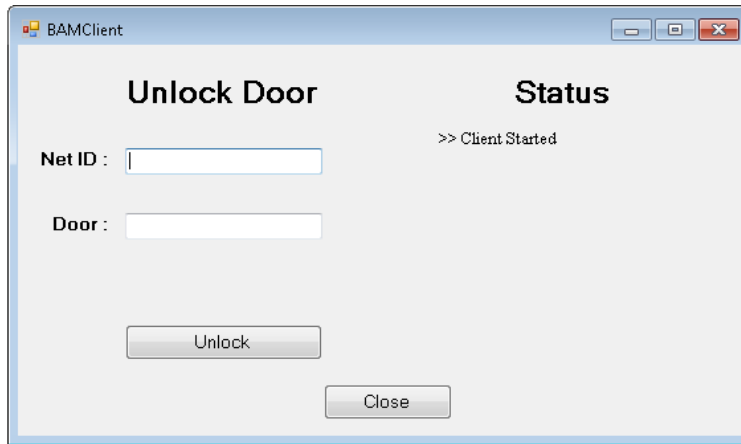 BAMClient
Unlock Door
Status
>> Client Started
Net ID :
Door :
Unlock
Close